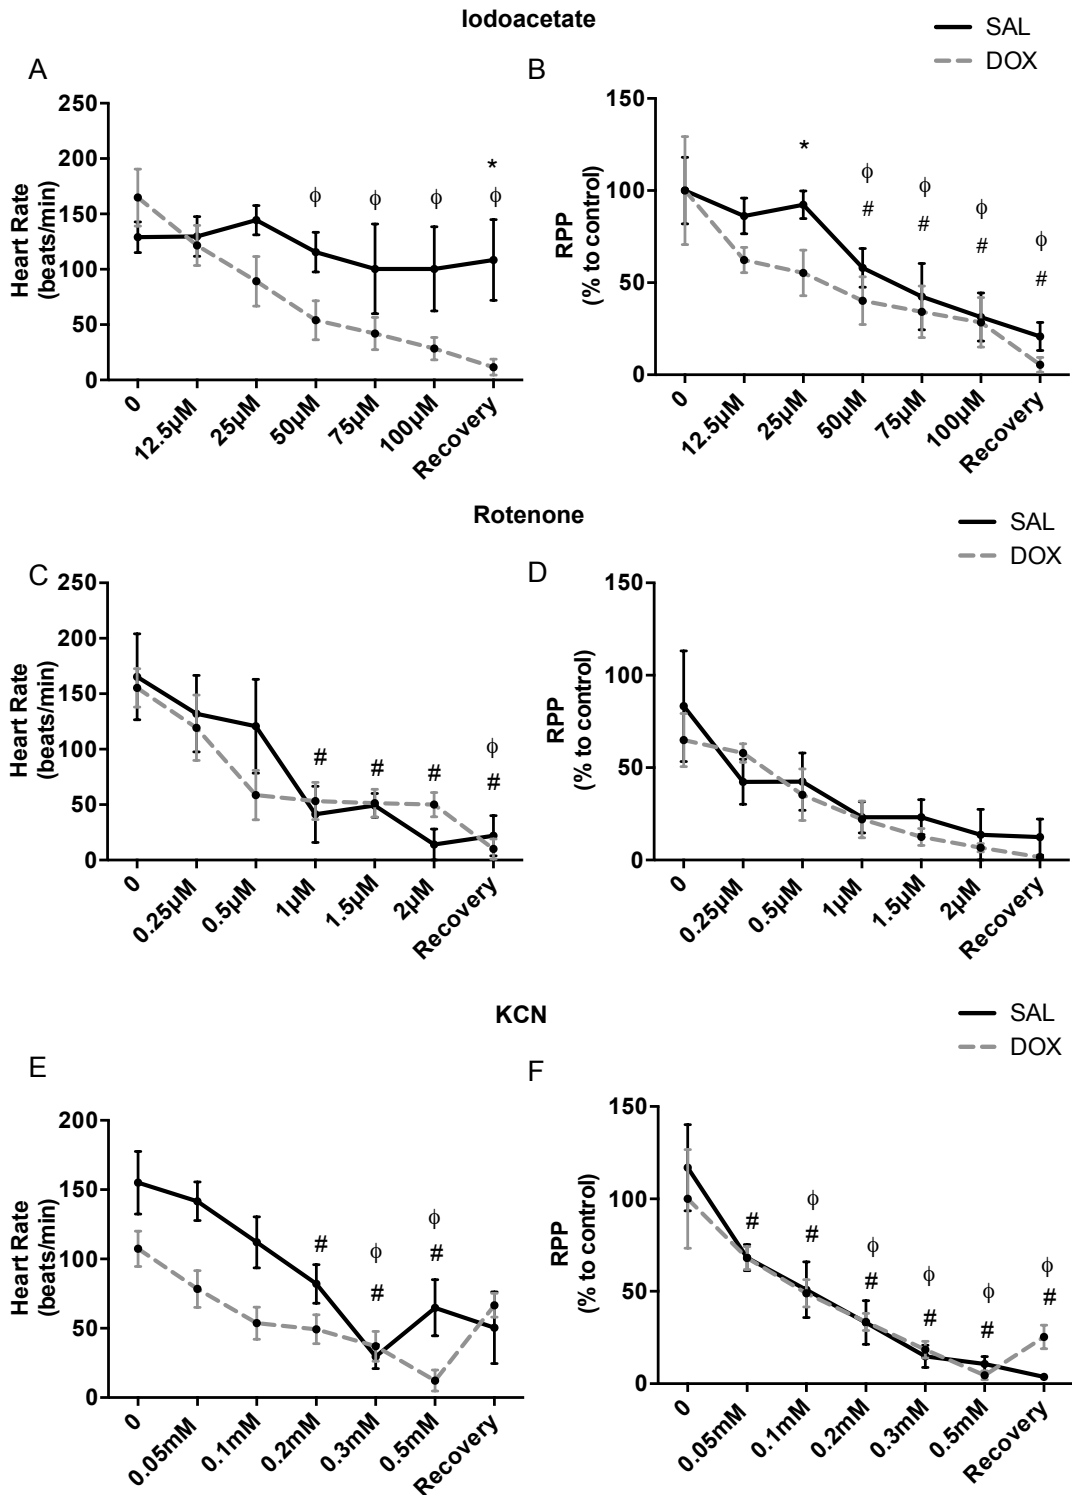 Iodoacetate
SAL
DOX
A
B
Heart Rate
(beats/min)
250
200
150
100
50
0
*
ϕ ϕ ϕ ϕ
0 12.5µM 25µM 50µM 75µM 100µM Recovery
RPP
(% to control)
150
100
50
0
*
ϕ ϕ ϕ ϕ
# # # #
0 12.5µM 25µM 50µM 75µM 100µM Recovery
Rotenone
SAL
DOX
C
D
Heart Rate
(beats/min)
250
200
150
100
50
0
ϕ
# # # #
0 0.25µM 0.5µM 1µM 1.5µM 2µM Recovery
RPP
(% to control)
150
100
50
0
0 0.25µM 0.5µM 1µM 1.5µM 2µM Recovery
KCN
SAL
DOX
E
F
Heart Rate
(beats/min)
200
150
100
50
0
ϕ ϕ
# # #
0 0.05mM 0.1mM 0.2mM 0.3mM 0.5mM Recovery
RPP
(% to control)
150
100
50
0
ϕ ϕ ϕ ϕ ϕ
# # # # # #
0 0.05mM 0.1mM 0.2mM 0.3mM 0.5mM Recovery